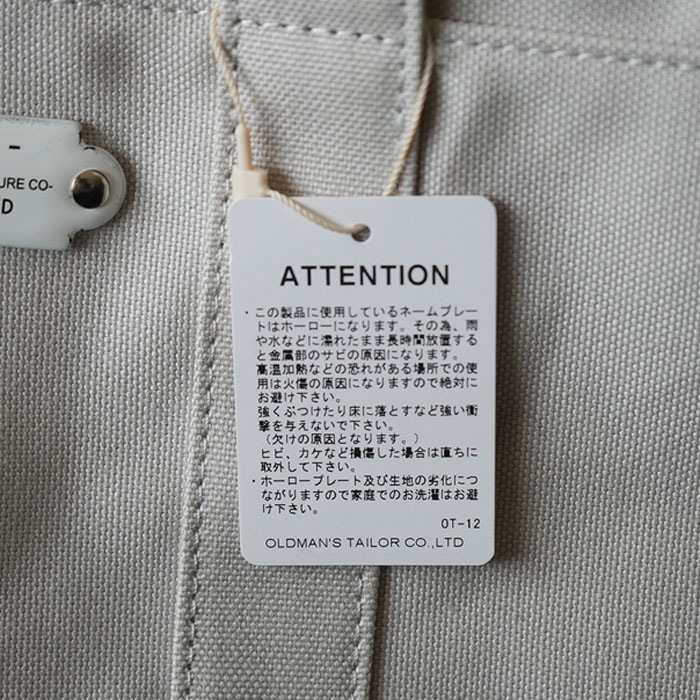 -
URE CO-
D
ATTENTION
・この製品に使用しているネームプレー
トはホーローになります。その為、雨
や水などに濡れたまま長時間放置する
と金属部のサビの原因になります。
高温加熱などの恐れがある場所での使
用は火傷の原因になりますので絶対に
お避け下さい。
強くぶつけたり床に落とすなど強い衝
撃を与えないで下さい。
（欠けの原因となります。）
ヒビ、カケなど損傷した場合は直ちに
取外して下さい。
・ホーロープレート及び生地の劣化につ
ながりますので家庭でのお洗濯はお避
け下さい。
OT-12
OLDMAN'S TAILOR CO.,LTD